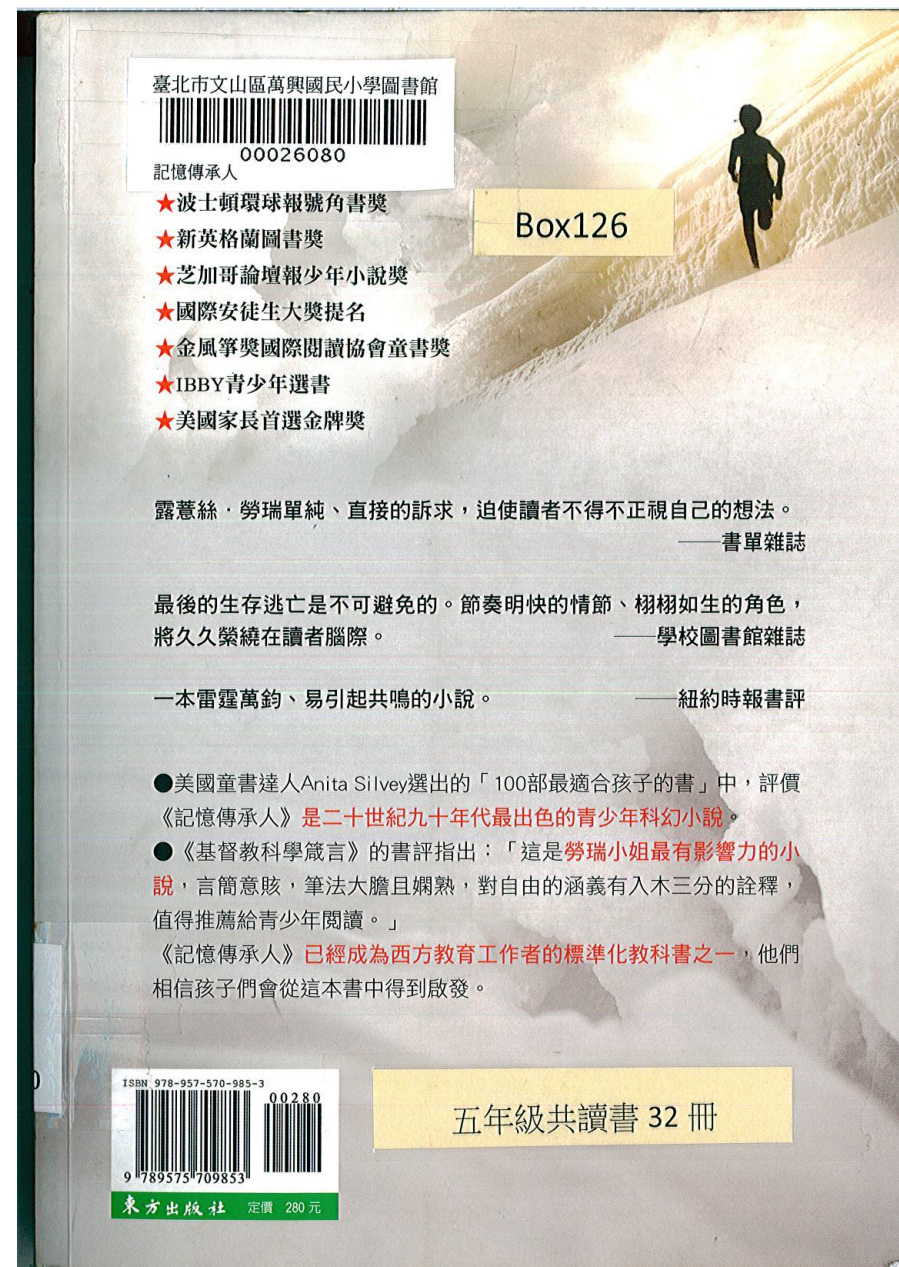 臺北市文山區萬興國民小學圖書館
00026080
記憶傳承人
★波士頓環球報號角書獎
Box126
★新英格蘭圖書獎
★芝加哥論壇報少年小說獎
★國際安徒生大獎提名
★金風箏獎國際閱讀協會童書獎
★IBBY青少年選書
★美國家長首選金牌獎
露薏絲‧勞瑞單純、直接的訴求，迫使讀者不得不正視自己的想法。
——書單雜誌
最後的生存逃亡是不可避免的。節奏明快的情節、栩栩如生的角色，
將久久縈繞在讀者腦際。 ——學校圖書館雜誌
一本雷霆萬鈞、易引起共鳴的小說。 ——紐約時報書評
●美國童書達人Anita Silvey選出的「100部最適合孩子的書」中，評價
《記憶傳承人》是二十世紀九十年代最出色的青少年科幻小說。
●《基督教科學箴言》的書評指出：「這是勞瑞小姐最有影響力的小
說，言簡意賅，筆法大膽且嫻熟，對自由的涵義有入木三分的詮釋，
值得推薦給青少年閱讀。」
《記憶傳承人》已經成為西方教育工作者的標準化教科書之一，他們
相信孩子們會從這本書中得到啟發。
ISBN 978-957-570-985-3
00280
9 789575 709853
東方出版社 定價 280 元
五年級共讀書 32 冊